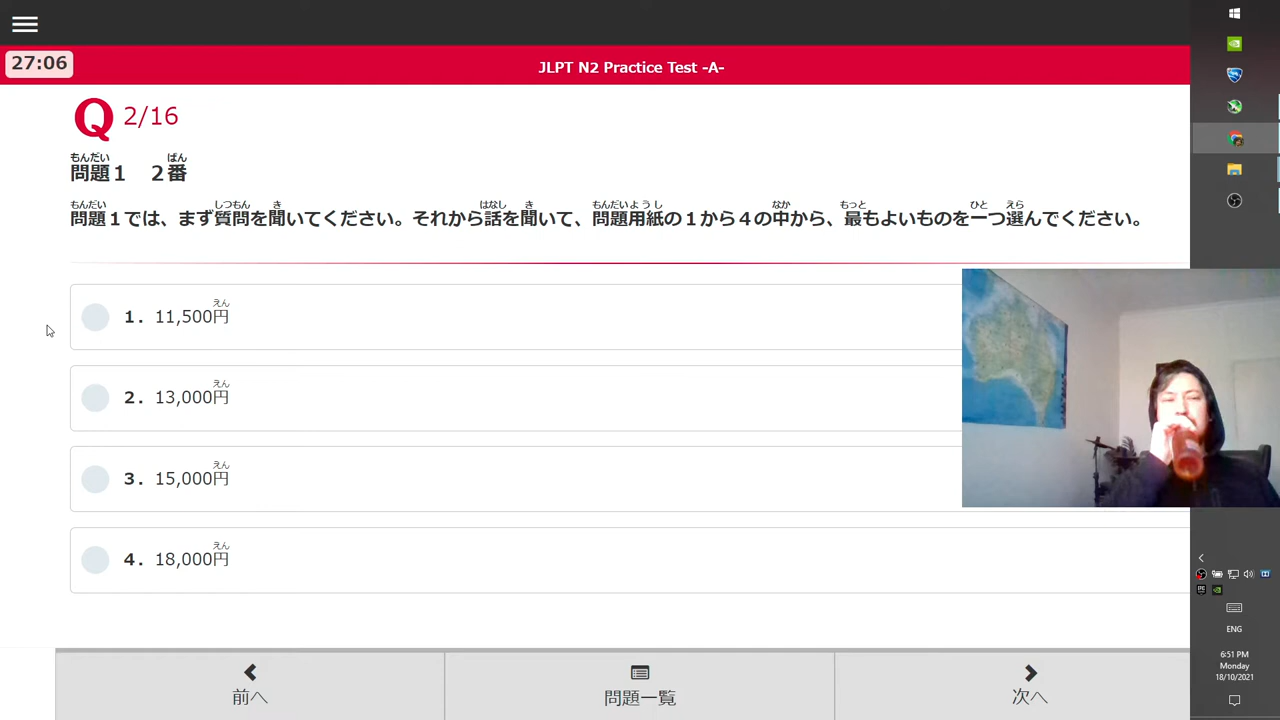 27:06
JLPT N2 Practice Test -A-
Q 2/16
もんだい ばん
問題1 2番
もんだい しつもん き はなし き もんだいようし なか もっと ひと えら
問題1では、まず質問を聞いてください。それから話を聞いて、問題用紙の1から4の中から、最もよいものを一つ選んでください。
えん
1. 11,500円
えん
2. 13,000円
えん
3. 15,000円
えん
4. 18,000円
前へ
問題一覧
次へ
ENG
6:51 PM
Monday
18/10/2021